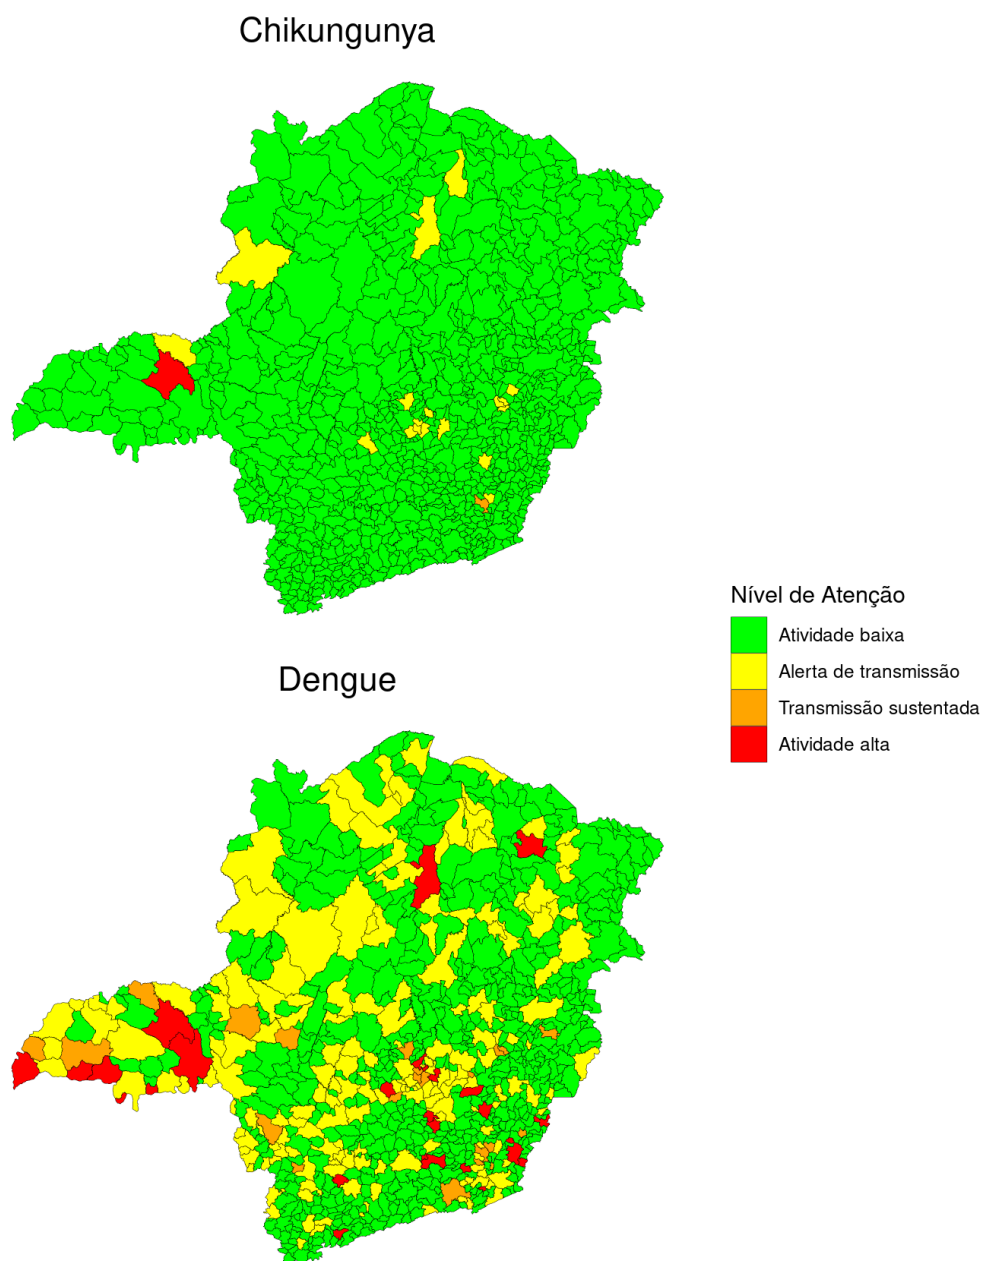 Chikungunya
Nível de Atenção
Atividade baixa
Alerta de transmissão
Transmissão sustentada
Atividade alta
Dengue